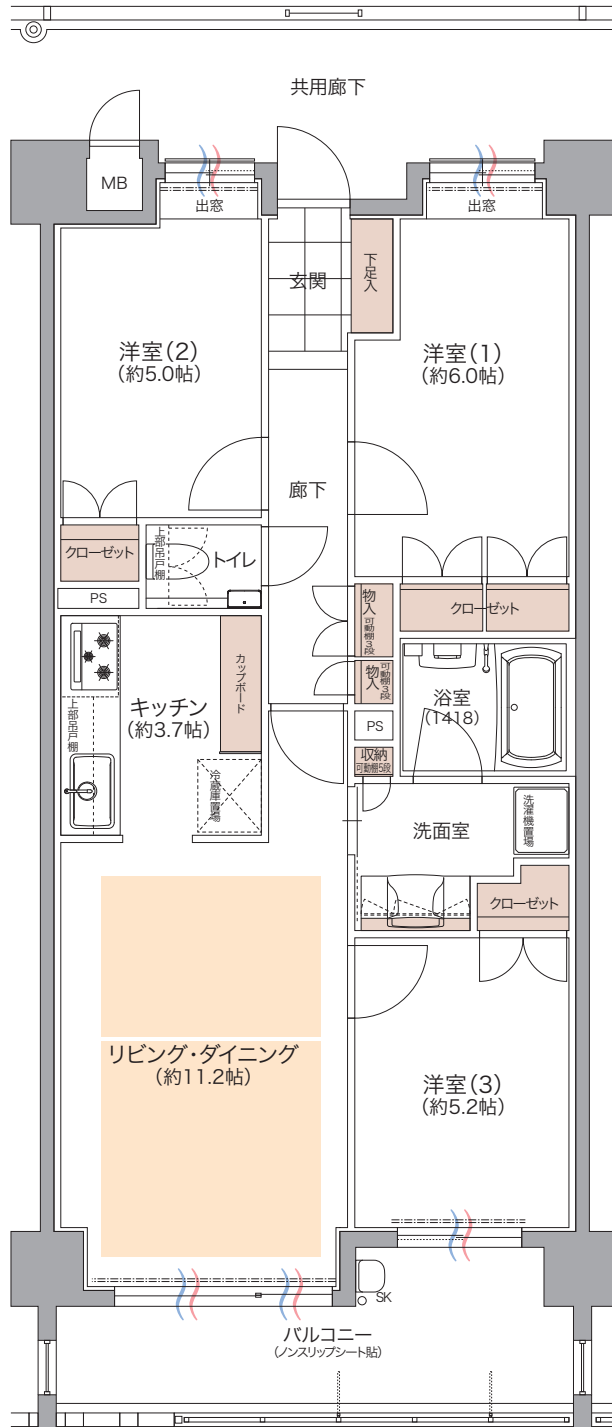 共用廊下
MB
出窓
出窓
玄関
下足入
洋室(2)
(約5.0帖)
洋室(1)
(約6.0帖)
廊下
クローゼット
上部吊戸棚
トイレ
PS
物入
可動棚3段
クローゼット
物入
可動棚3段
カップボード
キッチン
(約3.7帖)
上部吊戸棚
浴室
(1418)
PS
収納
可動棚5段
冷蔵庫置場
洗面室
洗濯機置場
クローゼット
リビング・ダイニング
(約11.2帖)
洋室(3)
(約5.2帖)
SK
バルコニー
(ノンスリップシート貼)